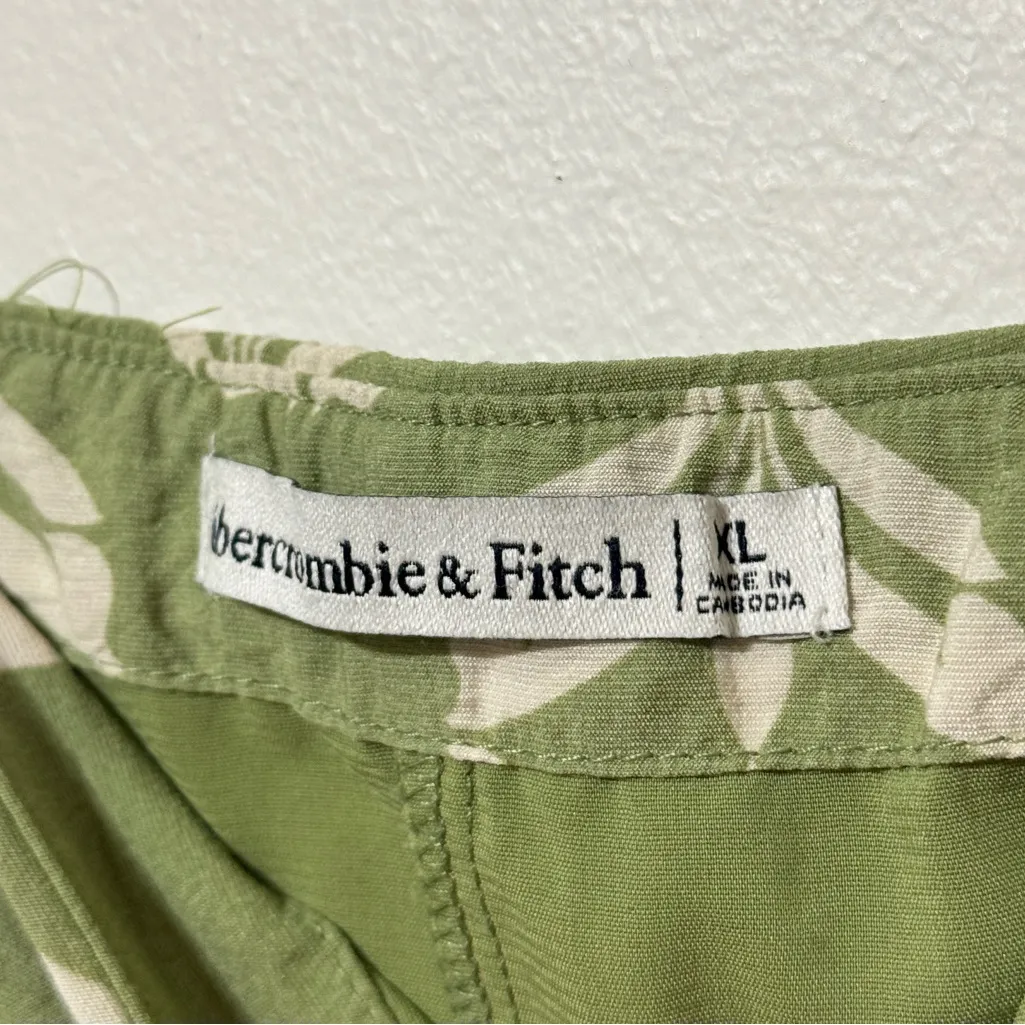 Abercrombie & Fitch | XL
MADE IN
CAMBODIA